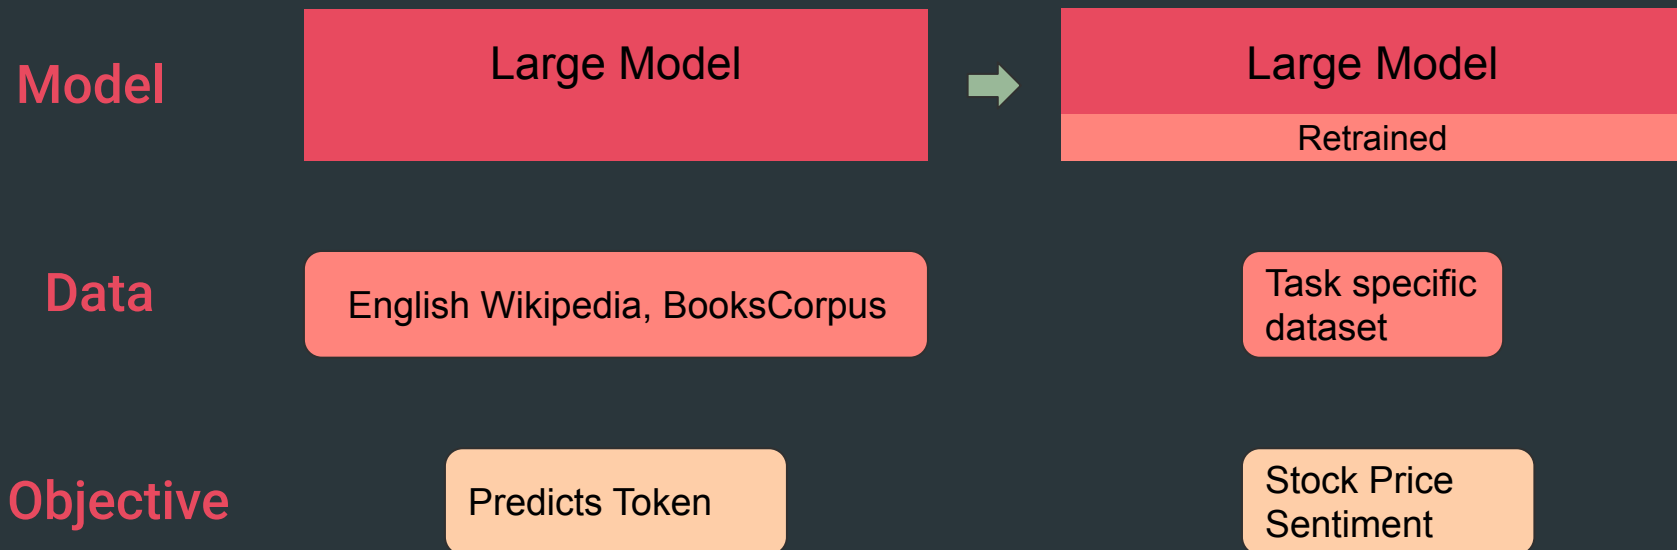 Model
Large Model
Large Model
Retrained
Data
English Wikipedia, BooksCorpus
Task specific
dataset
Objective
Predicts Token
Stock Price
Sentiment